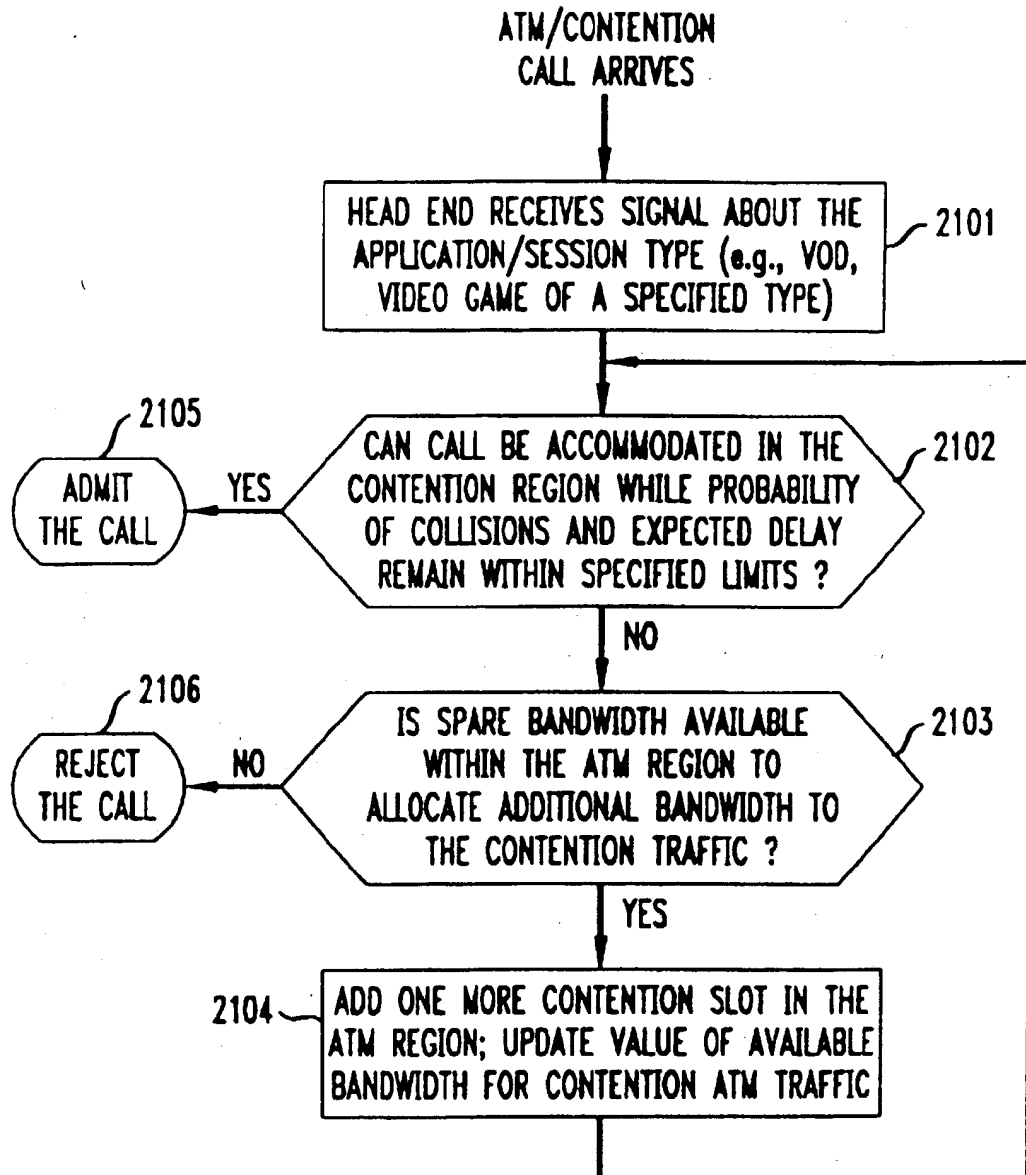 ATM/CONTENTION
CALL ARRIVES
HEAD END RECEIVES SIGNAL ABOUT THE
APPLICATION/SESSION TYPE (e.g., VOD,
VIDEO GAME OF A SPECIFIED TYPE)
2101
2105
ADMIT
THE CALL
YES
CAN CALL BE ACCOMMODATED IN THE
CONTENTION REGION WHILE PROBABILITY
OF COLLISIONS AND EXPECTED DELAY
REMAIN WITHIN SPECIFIED LIMITS ?
2102
NO
2106
REJECT
THE CALL
NO
IS SPARE BANDWIDTH AVAILABLE
WITHIN THE ATM REGION TO
ALLOCATE ADDITIONAL BANDWIDTH TO
THE CONTENTION TRAFFIC ?
2103
YES
2104
ADD ONE MORE CONTENTION SLOT IN THE
ATM REGION; UPDATE VALUE OF AVAILABLE
BANDWIDTH FOR CONTENTION ATM TRAFFIC